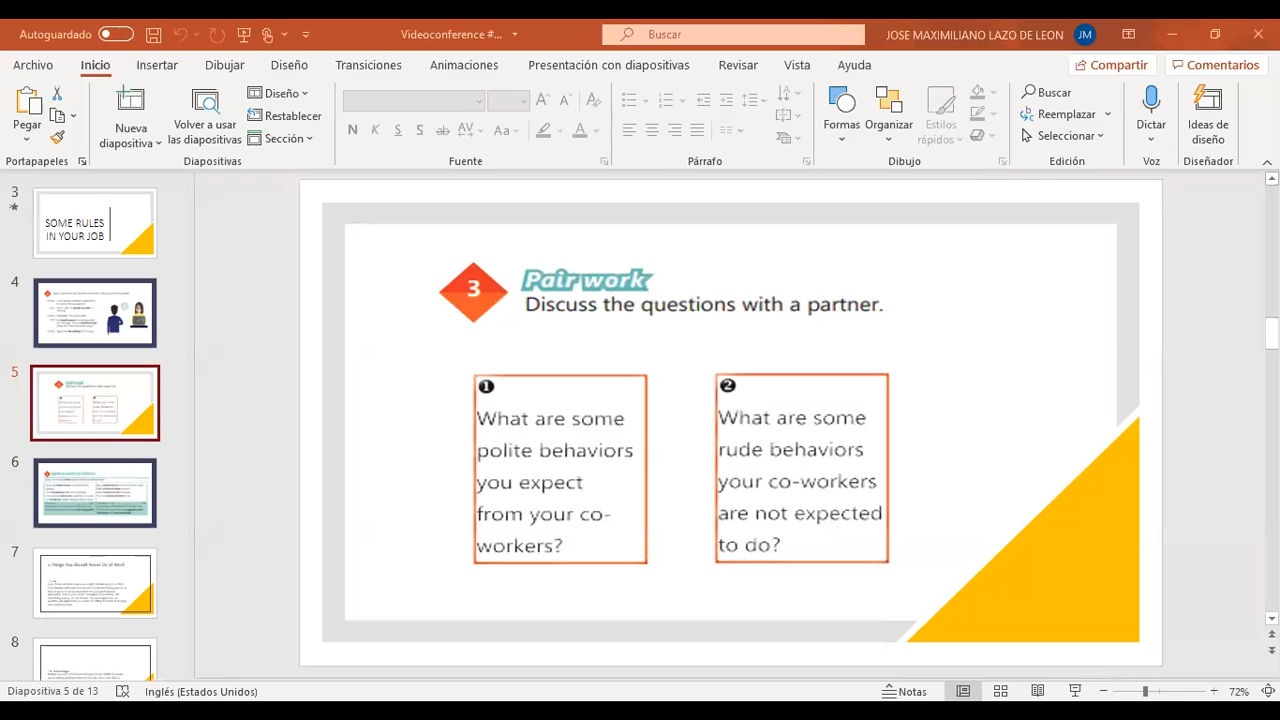 Autoguardado
Videoconference #...
Buscar
JOSE MAXIMILIANO LAZO DE LEON
JM
Archivo
Inicio
Insertar
Dibujar
Diseño
Transiciones
Animaciones
Presentación con diapositivas
Revisar
Vista
Ayuda
Compartir
Comentarios
Pegar
Nueva
diapositiva
Volver a usar
las diapositivas
Diseño
Restablecer
Sección
N K S S ab AV Aa A
Formas
Organizar
Estilos
rápidos
Buscar
Reemplazar
Seleccionar
Dictar
Ideas de
diseño
Portapapeles
Diapositivas
Fuente
Párrafo
Dibujo
Edición
Voz
Diseñador
3
SOME RULES
IN YOUR JOB
4
5
6
7
8
3
Pair work
Discuss the questions with a partner.
1
What are some
polite behaviors
you expect
from your co-
workers?
2
What are some
rude behaviors
your co-workers
are not expected
to do?
Diapositiva 5 de 13
Inglés (Estados Unidos)
Notas
72%